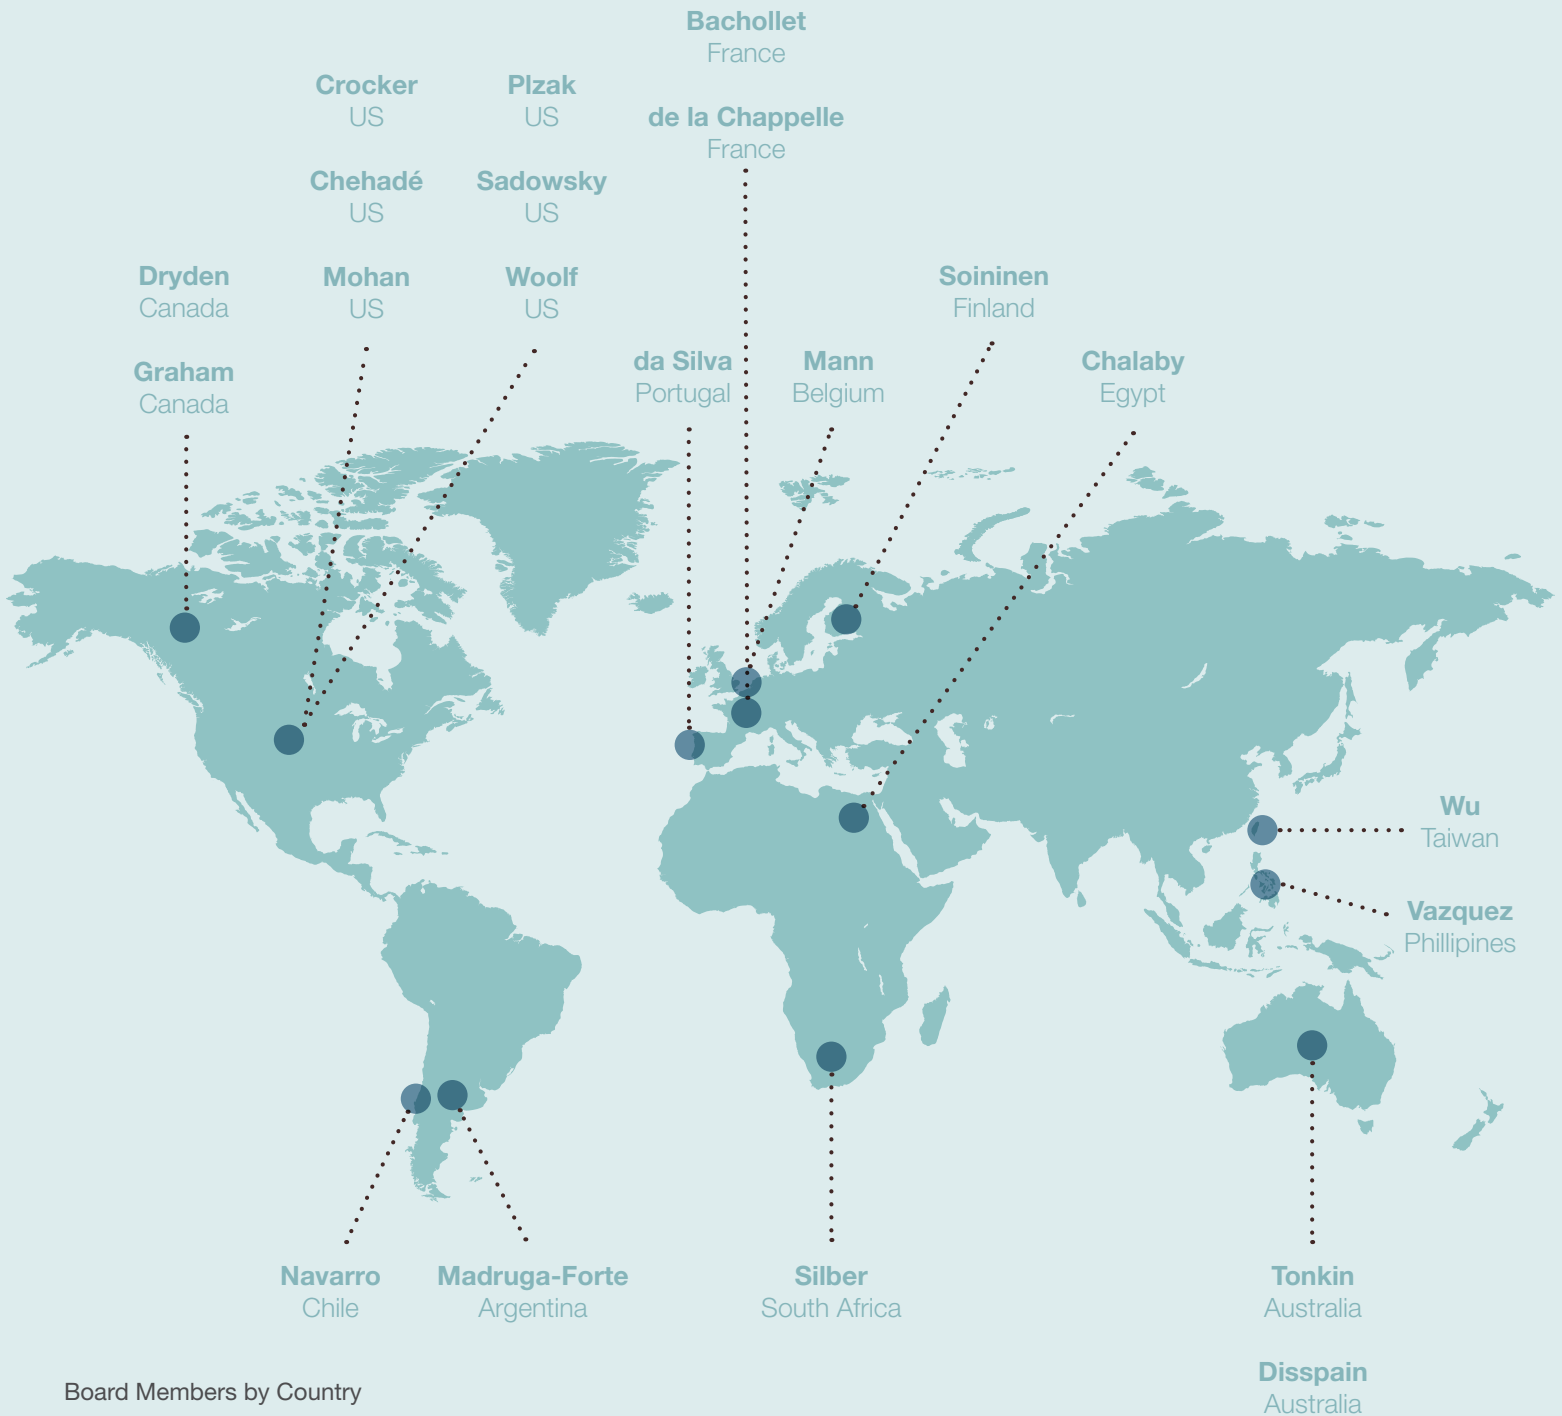 Bachollet
France
Crocker
US
Plzak
US
de la Chappelle
France
Chehadé
US
Sadowsky
US
Dryden
Canada
Mohan
US
Woolf
US
Soininen
Finland
Graham
Canada
da Silva
Portugal
Mann
Belgium
Chalaby
Egypt
Wu
Taiwan
Vazquez
Phillipines
Navarro
Chile
Madruga-Forte
Argentina
Silber
South Africa
Tonkin
Australia
Disspain
Australia
Board Members by Country